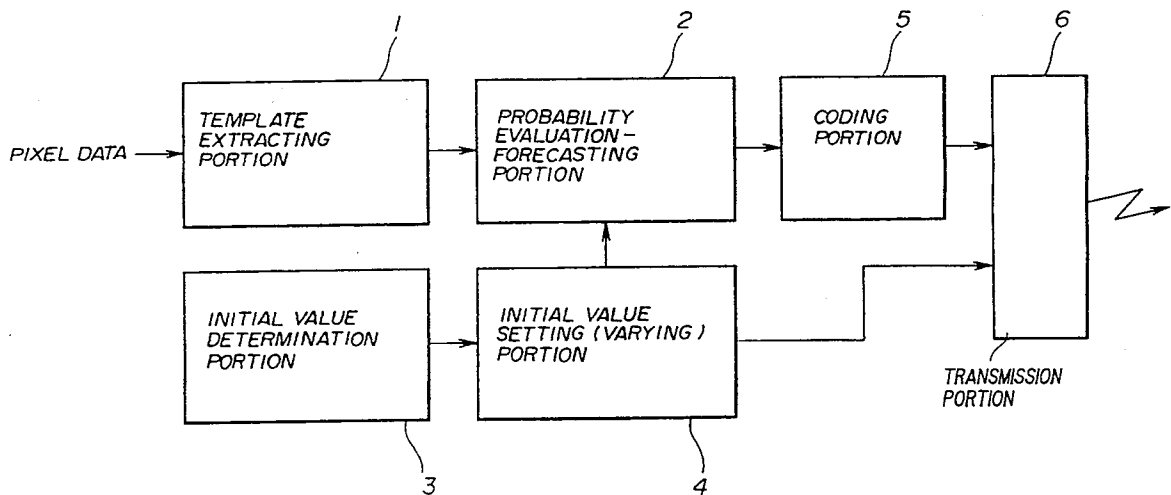 1
2
5
6
TEMPLATE
EXTRACTING
PORTION
PROBABILITY
EVALUATION-
FORECASTING
PORTION
CODING
PORTION
PIXEL DATA
INITIAL VALUE
DETERMINATION
PORTION
INITIAL VALUE
SETTING (VARYING)
PORTION
TRANSMISSION
PORTION
3
4